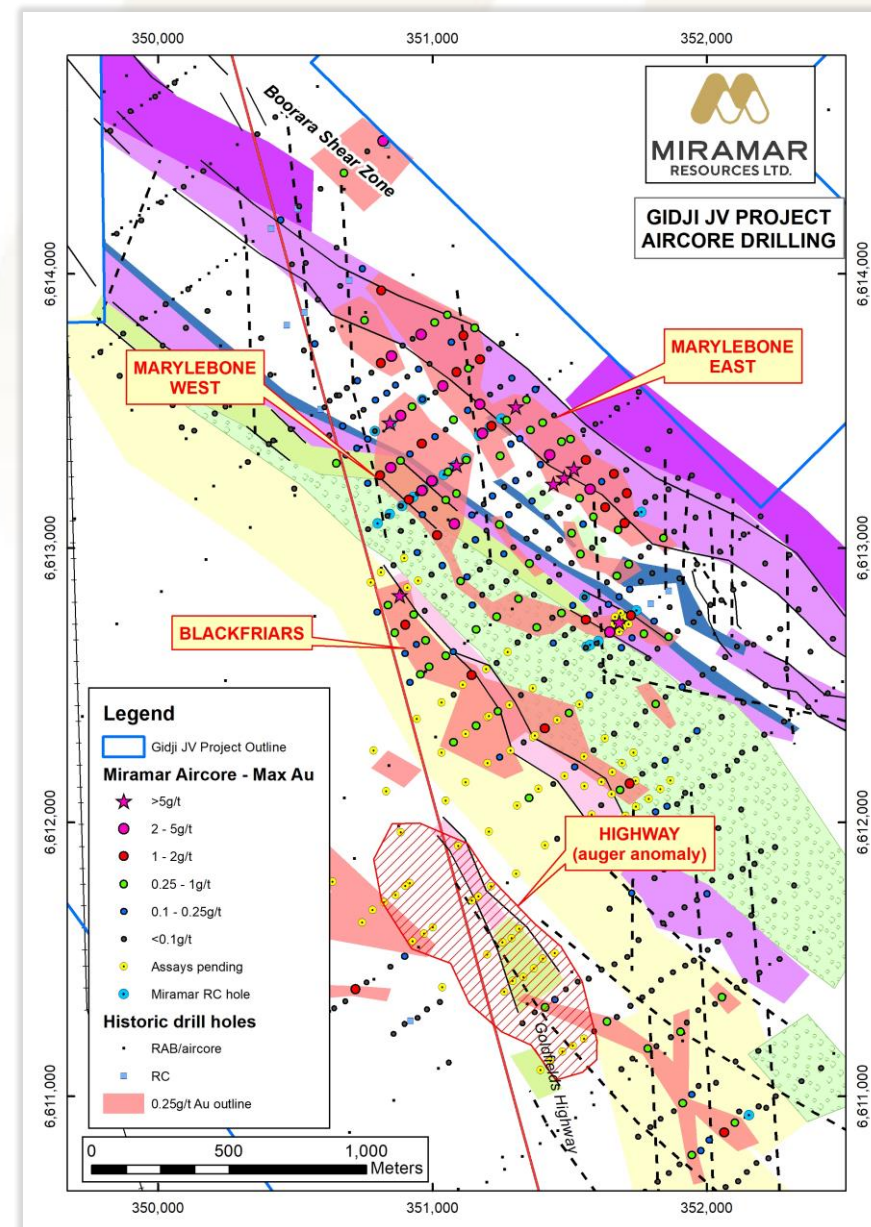 350,000
351,000
352,000
Boorara Shear Zone
MIRAMAR
RESOURCES LTD.
GIDJI JV PROJECT
AIRCORE DRILLING
6,614,000
6,614,000
MARYLEBONE
WEST
MARYLEBONE
EAST
6,613,000
6,613,000
BLACKFRIARS
Legend
Gidji JV Project Outline
Miramar Aircore - Max Au
>5g/t
2 - 5g/t
1 - 2g/t
0.25 - 1g/t
0.1 - 0.25g/t
<0.1g/t
Assays pending
Miramar RC hole
Historic drill holes
RAB/aircore
RC
0.25g/t Au outline
6,612,000
6,612,000
HIGHWAY
(auger anomaly)
Goldfields Highway
6,611,000
6,611,000
0 500 1,000
Meters
350,000
351,000
352,000